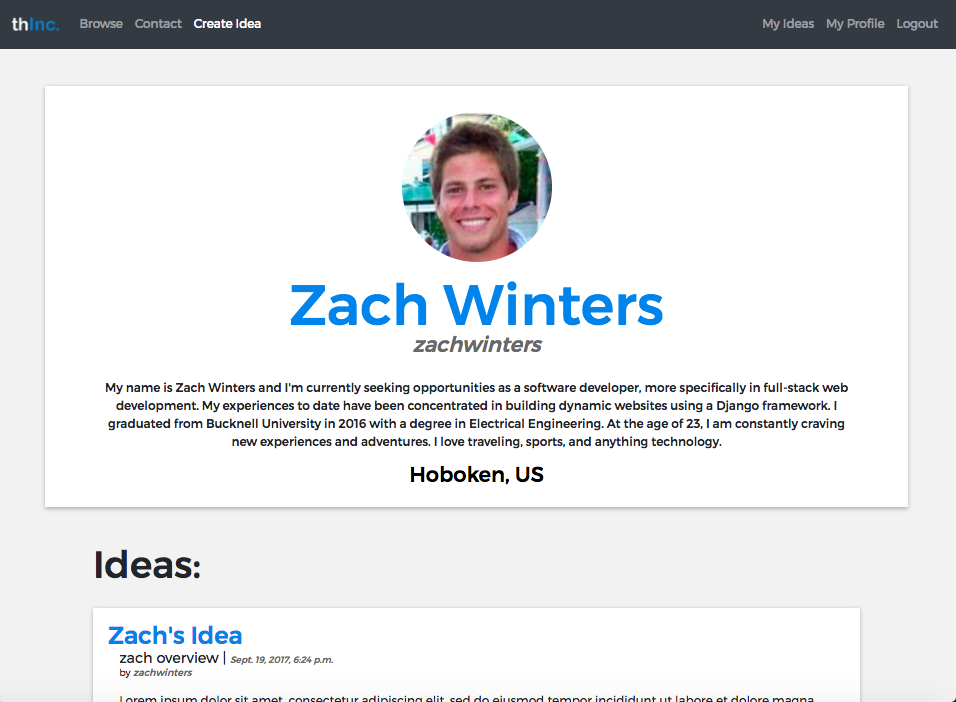 thInc. Browse Contact Create Idea My Ideas My Profile Logout
Zach Winters
zachwinters
My name is Zach Winters and I'm currently seeking opportunities as a software developer, more specifically in full-stack web
development. My experiences to date have been concentrated in building dynamic websites using a Django framework. I
graduated from Bucknell University in 2016 with a degree in Electrical Engineering. At the age of 23, I am constantly craving
new experiences and adventures. I love traveling, sports, and anything technology.
Hoboken, US
Ideas:
Zach's Idea
zach overview | Sept. 19, 2017, 6:24 p.m.
by zachwinters
Lorem ipsum dolor sit amet, consectetur adipiscing elit, sed do eiusmod tempor incididunt ut labore et dolore magna